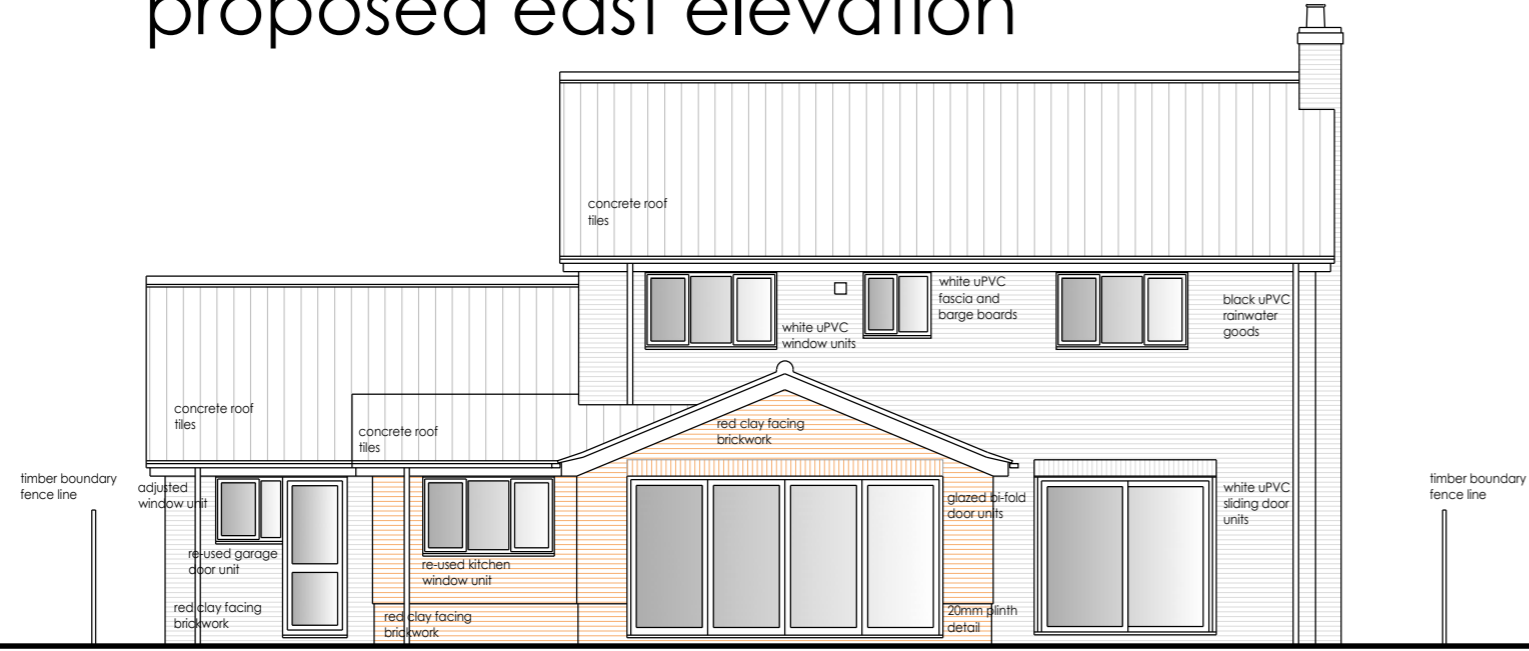 proposed east elevation
concrete roof
tiles
white uPVC
fascia and
barge boards
white uPVC
window units
black uPVC
rainwater
goods
concrete roof
tiles
concrete roof
tiles
red clay facing
brickwork
timber boundary
fence line
adjusted
window unit
re-used garage
door unit
red clay facing
brickwork
re-used kitchen
window unit
red clay facing
brickwork
glazed bi-fold
door units
20mm plinth
detail
white uPVC
sliding door
units
timber boundary
fence line